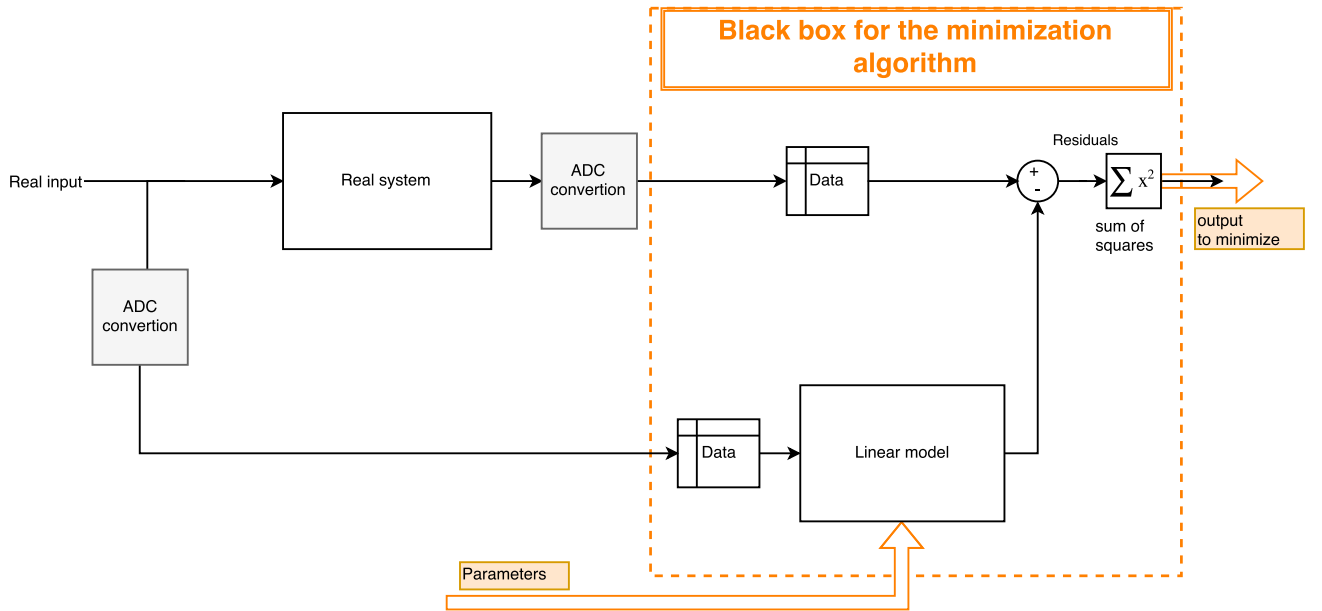 Black box for the minimization
algorithm
Real input
Real system
ADC
convertion
Data
+
-
Residuals
∑ x²
sum of
squares
output
to minimize
ADC
convertion
Data
Linear model
Parameters